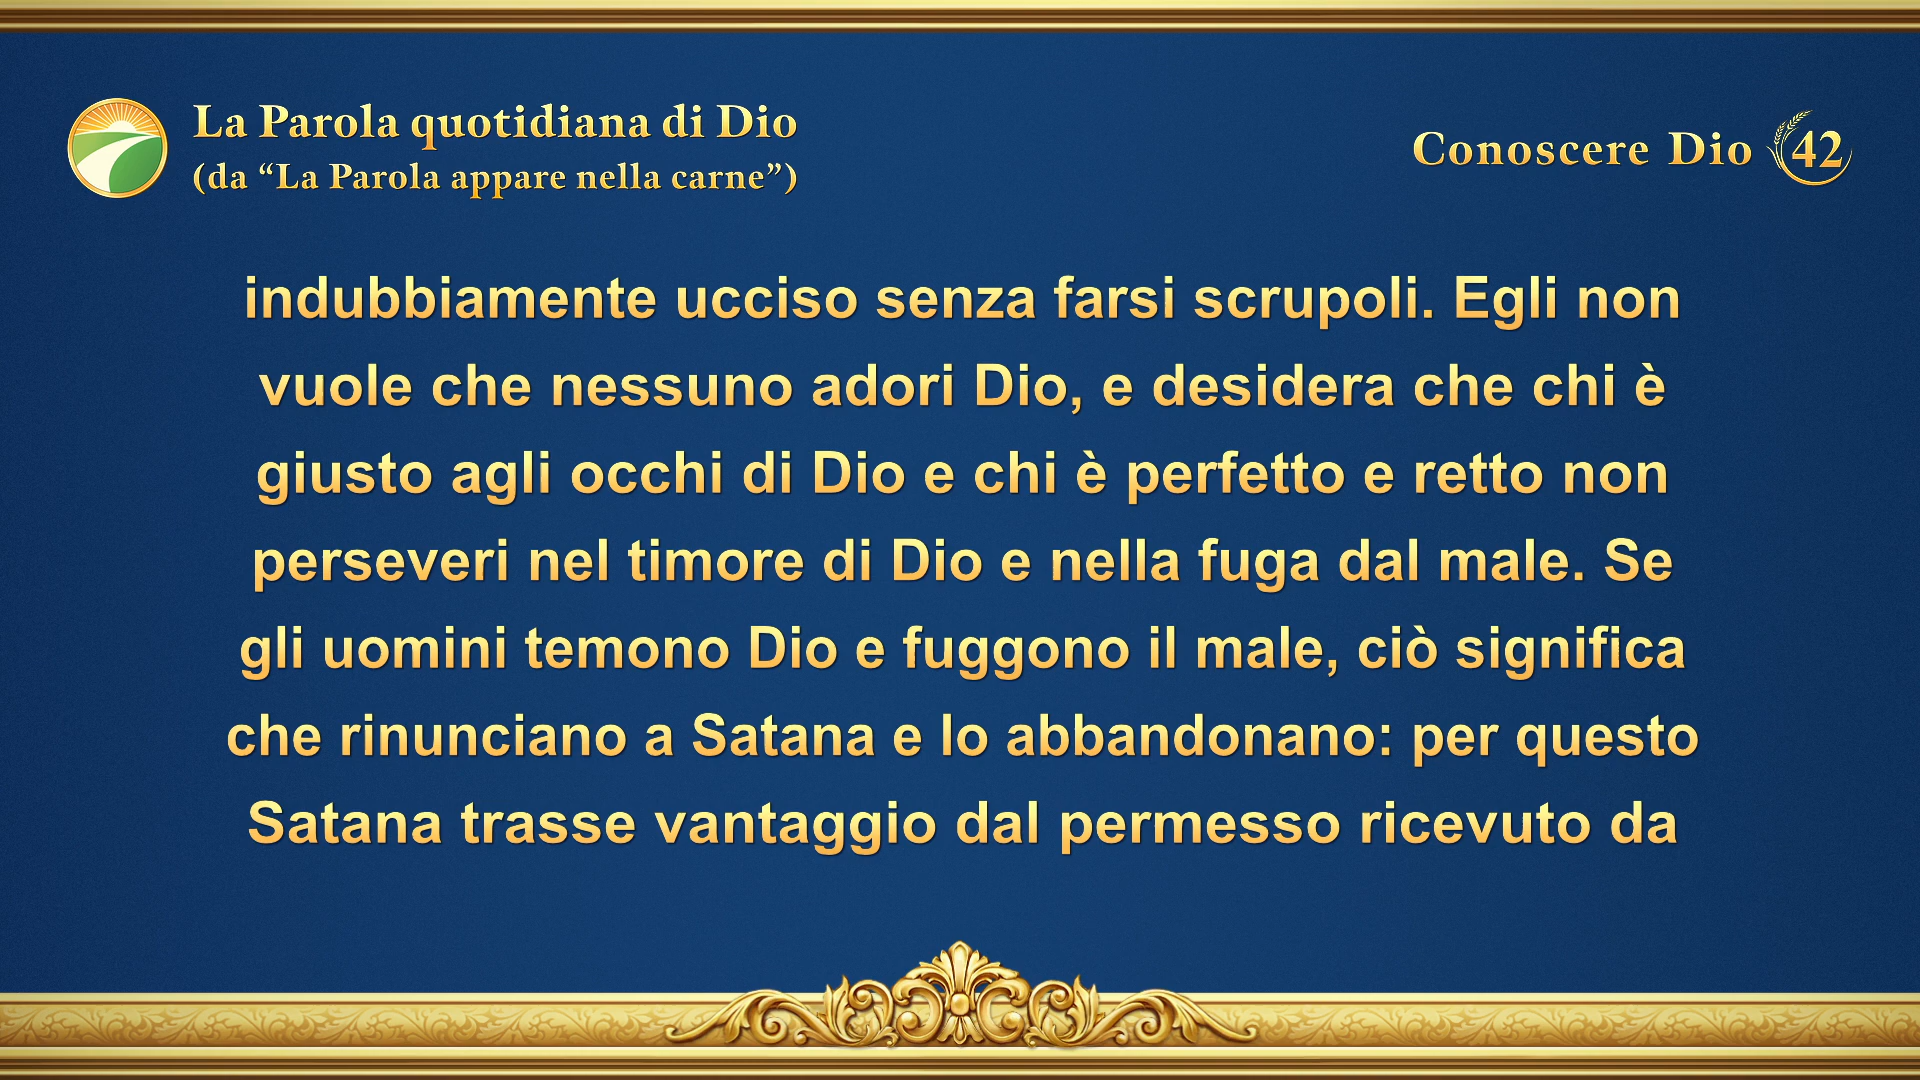 La Parola quotidiana di Dio
(da “La Parola appare nella carne”)
Conoscere Dio 42
indubbiamente ucciso senza farsi scrupoli. Egli non
vuole che nessuno adori Dio, e desidera che chi è
giusto agli occhi di Dio e chi è perfetto e retto non
perseveri nel timore di Dio e nella fuga dal male. Se
gli uomini temono Dio e fuggono il male, ciò significa
che rinunciano a Satana e lo abbandonano: per questo
Satana trasse vantaggio dal permesso ricevuto da